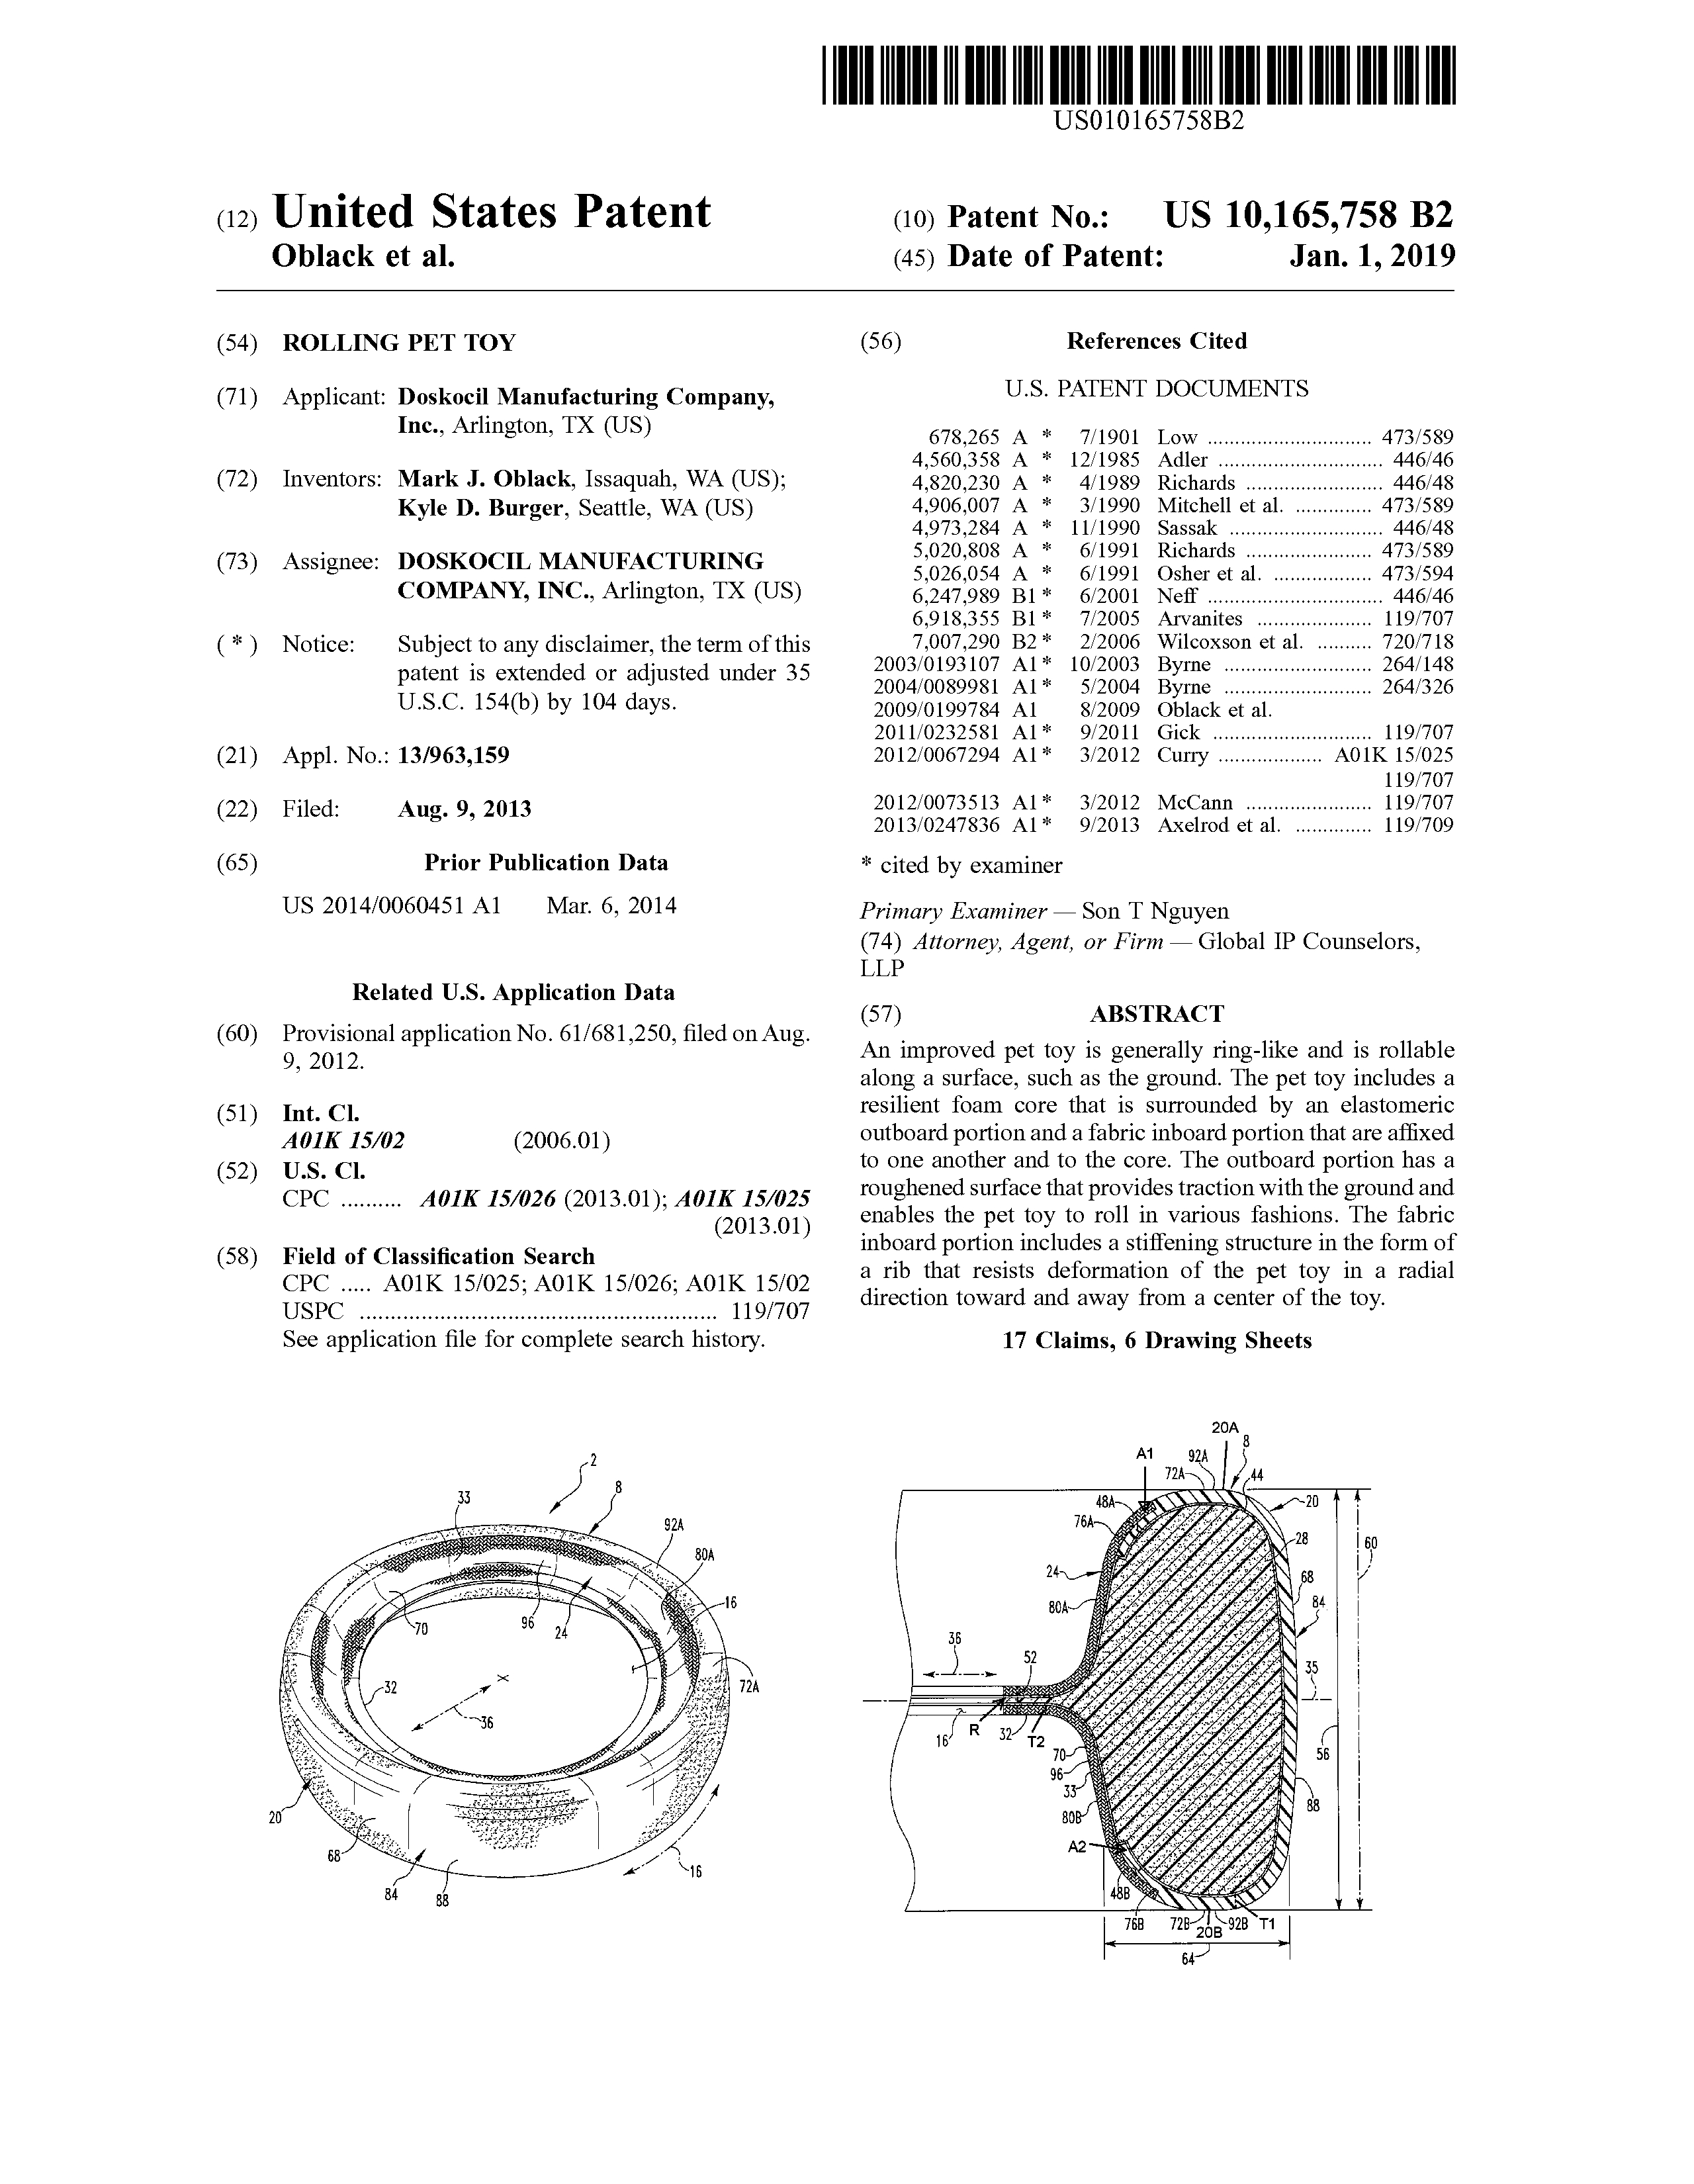 US010165758B2
(12) United States Patent
Oblack et al.
(10) Patent No.: US 10,165,758 B2
(45) Date of Patent: Jan. 1, 2019
(54) ROLLING PET TOY
(71) Applicant: Doskocil Manufacturing Company,
Inc., Arlington, TX (US)
(72) Inventors: Mark J. Oblack, Issaquah, WA (US);
Kyle D. Burger, Seattle, WA (US)
(73) Assignee: DOSKOCIL MANUFACTURING
COMPANY, INC., Arlington, TX (US)
( * ) Notice: Subject to any disclaimer, the term of this
patent is extended or adjusted under 35
U.S.C. 154(b) by 104 days.
(21) Appl. No.: 13/963,159
(22) Filed: Aug. 9, 2013
(65) Prior Publication Data
US 2014/0060451 A1 Mar. 6, 2014
Related U.S. Application Data
(60) Provisional application No. 61/681,250, filed on Aug.
9, 2012.
(51) Int. Cl.
A01K 15/02 (2006.01)
(52) U.S. Cl.
CPC .......... A01K 15/026 (2013.01); A01K 15/025
(2013.01)
(58) Field of Classification Search
CPC ..... A01K 15/025; A01K 15/026; A01K 15/02
USPC ..................................................... 119/707
See application file for complete search history.
(56) References Cited
U.S. PATENT DOCUMENTS
678,265 A * 7/1901 Low .............................. 473/589
4,560,358 A * 12/1985 Adler .............................. 446/46
4,820,230 A * 4/1989 Richards ......................... 446/48
4,906,007 A * 3/1990 Mitchell et al. .............. 473/589
4,973,284 A * 11/1990 Sassak ............................ 446/48
5,020,808 A * 6/1991 Richards ....................... 473/589
5,026,054 A * 6/1991 Osher et al. .................. 473/594
6,247,989 B1 * 6/2001 Neff ................................ 446/46
6,918,355 B1 * 7/2005 Arvanites ..................... 119/707
7,007,290 B2 * 2/2006 Wilcoxson et al. .......... 720/718
2003/0193107 A1 * 10/2003 Byrne ........................... 264/148
2004/0089981 A1 * 5/2004 Byrne ........................... 264/326
2009/0199784 A1 8/2009 Oblack et al.
2011/0232581 A1 * 9/2011 Gick ............................. 119/707
2012/0067294 A1 * 3/2012 Curry ................... A01K 15/025
119/707
2012/0073513 A1 * 3/2012 McCann ....................... 119/707
2013/0247836 A1 * 9/2013 Axelrod et al. .............. 119/709
* cited by examiner
Primary Examiner — Son T Nguyen
(74) Attorney, Agent, or Firm — Global IP Counselors,
LLP
(57) ABSTRACT
An improved pet toy is generally ring-like and is rollable
along a surface, such as the ground. The pet toy includes a
resilient foam core that is surrounded by an elastomeric
outboard portion and a fabric inboard portion that are affixed
to one another and to the core. The outboard portion has a
roughened surface that provides traction with the ground and
enables the pet toy to roll in various fashions. The fabric
inboard portion includes a stiffening structure in the form of
a rib that resists deformation of the pet toy in a radial
direction toward and away from a center of the toy.
17 Claims, 6 Drawing Sheets
2
33
8
92A
80A
16
70
96
24
32
36
72A
20
68
84
88
16
20A
A1
92A
8
72A
44
48A
20
76A
28
60
24
68
80A
84
36
52
35
16
R
32
T2
70
56
96
33
88
80B
A2
48B
76B
72B
20B
92B
T1
64